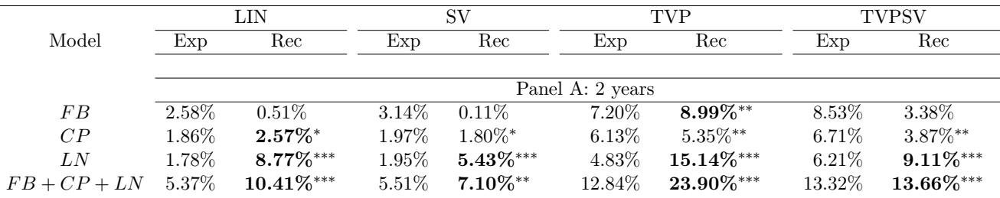 LIN SV TVP TVPSV
Model Exp Rec Exp Rec Exp Rec Exp Rec
Panel A: 2 years
FB 2.58% 0.51% 3.14% 0.11% 7.20% 8.99%** 8.53% 3.38%
CP 1.86% 2.57%* 1.97% 1.80%* 6.13% 5.35%** 6.71% 3.87%**
LN 1.78% 8.77%*** 1.95% 5.43%*** 4.83% 15.14%*** 6.21% 9.11%***
FB + CP + LN 5.37% 10.41%*** 5.51% 7.10%** 12.84% 23.90%*** 13.32% 13.66%***